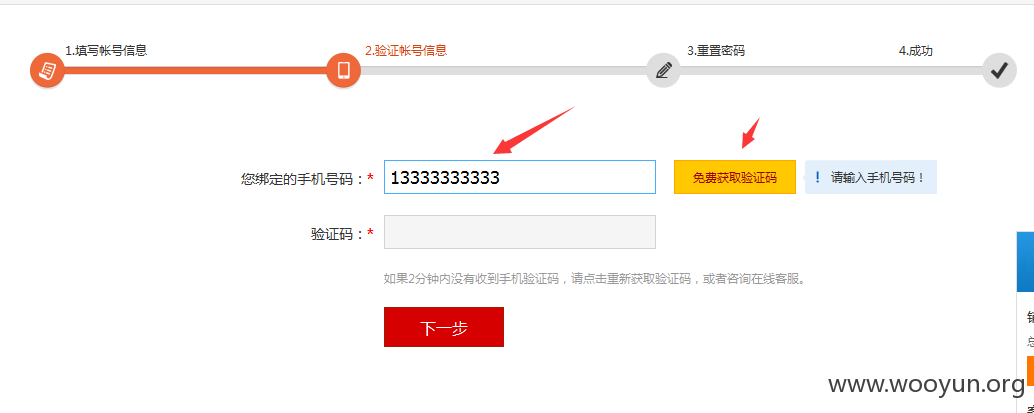 1.填写帐号信息
2.验证帐号信息
3.重置密码
4.成功
您绑定的手机号码：*
13333333333
免费获取验证码
! 请输入手机号码！
验证码：*
如果2分钟内没有收到手机验证码，请点击重新获取验证码，或者咨询在线客服。
下一步
www.wooyun.org